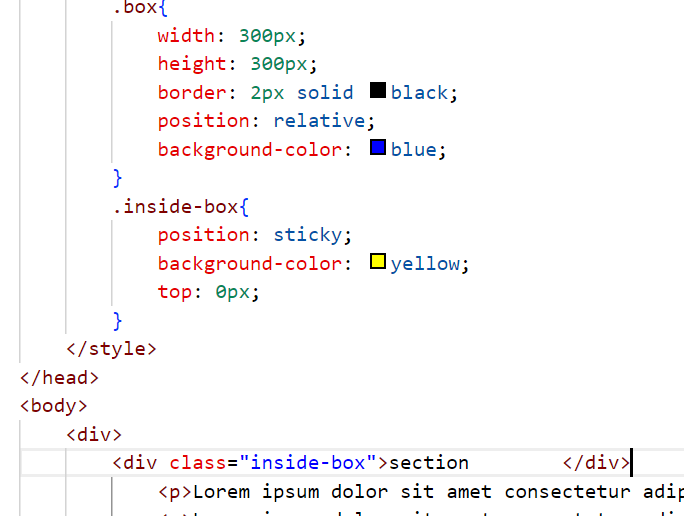 .box{
width: 300px;
height: 300px;
border: 2px solid black;
position: relative;
background-color: blue;
}
.inside-box{
position: sticky;
background-color: yellow;
top: 0px;
}
</style>
</head>
<body>
<div>
<div class="inside-box">section        </div>
<p>Lorem ipsum dolor sit amet consectetur adip